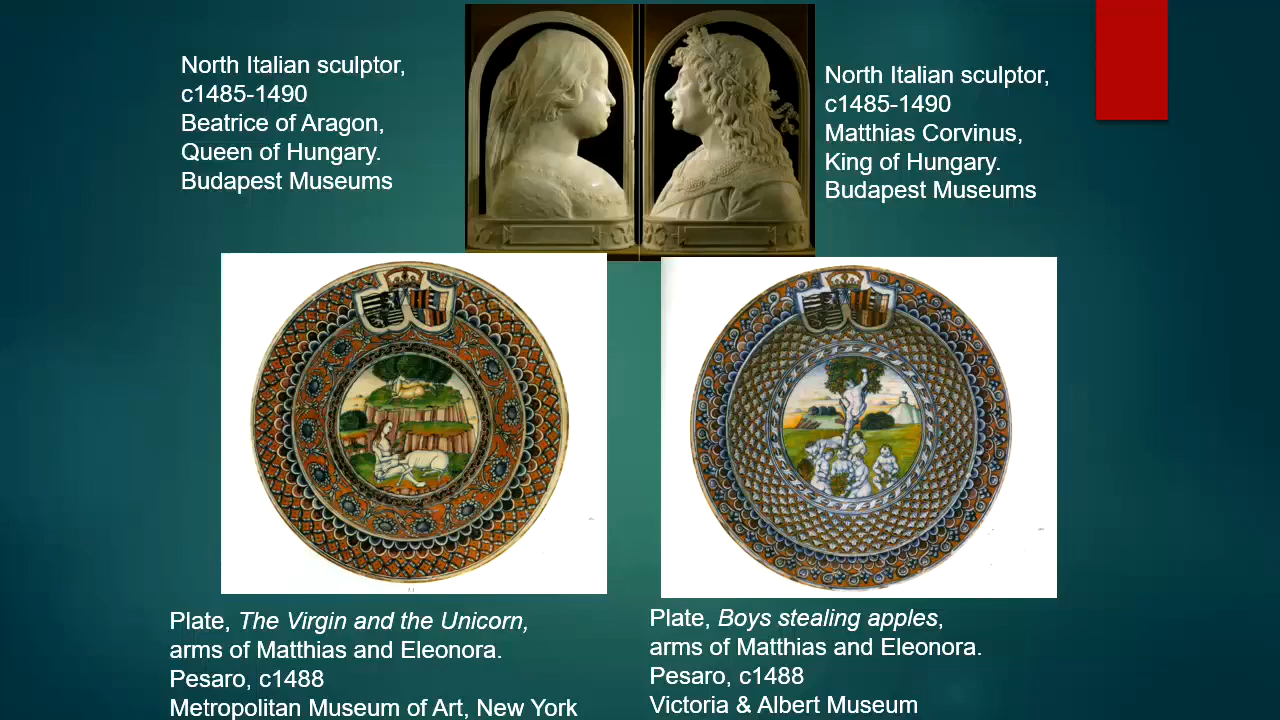 North Italian sculptor,
c1485-1490
Beatrice of Aragon,
Queen of Hungary.
Budapest Museums
North Italian sculptor,
c1485-1490
Matthias Corvinus,
King of Hungary.
Budapest Museums
Plate, The Virgin and the Unicorn,
arms of Matthias and Eleonora.
Pesaro, c1488
Metropolitan Museum of Art, New York
Plate, Boys stealing apples,
arms of Matthias and Eleonora.
Pesaro, c1488
Victoria & Albert Museum